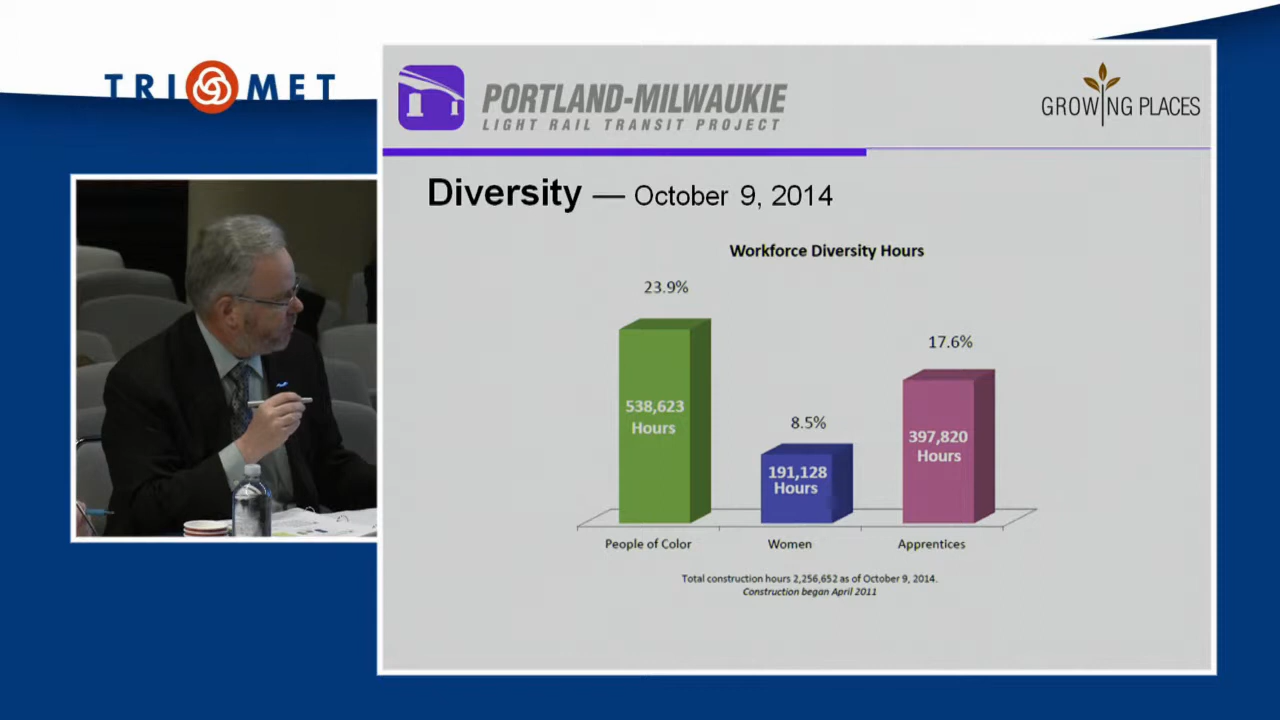 TRI MET
PORTLAND-MILWAUKIE
LIGHT RAIL TRANSIT PROJECT
GROWING PLACES
Diversity — October 9, 2014
Workforce Diversity Hours
23.9%
17.6%
8.5%
538,623
Hours
191,128
Hours
397,820
Hours
People of Color Women Apprentices
Total construction hours 2,256,652 as of October 9, 2014.
Construction began April 2011